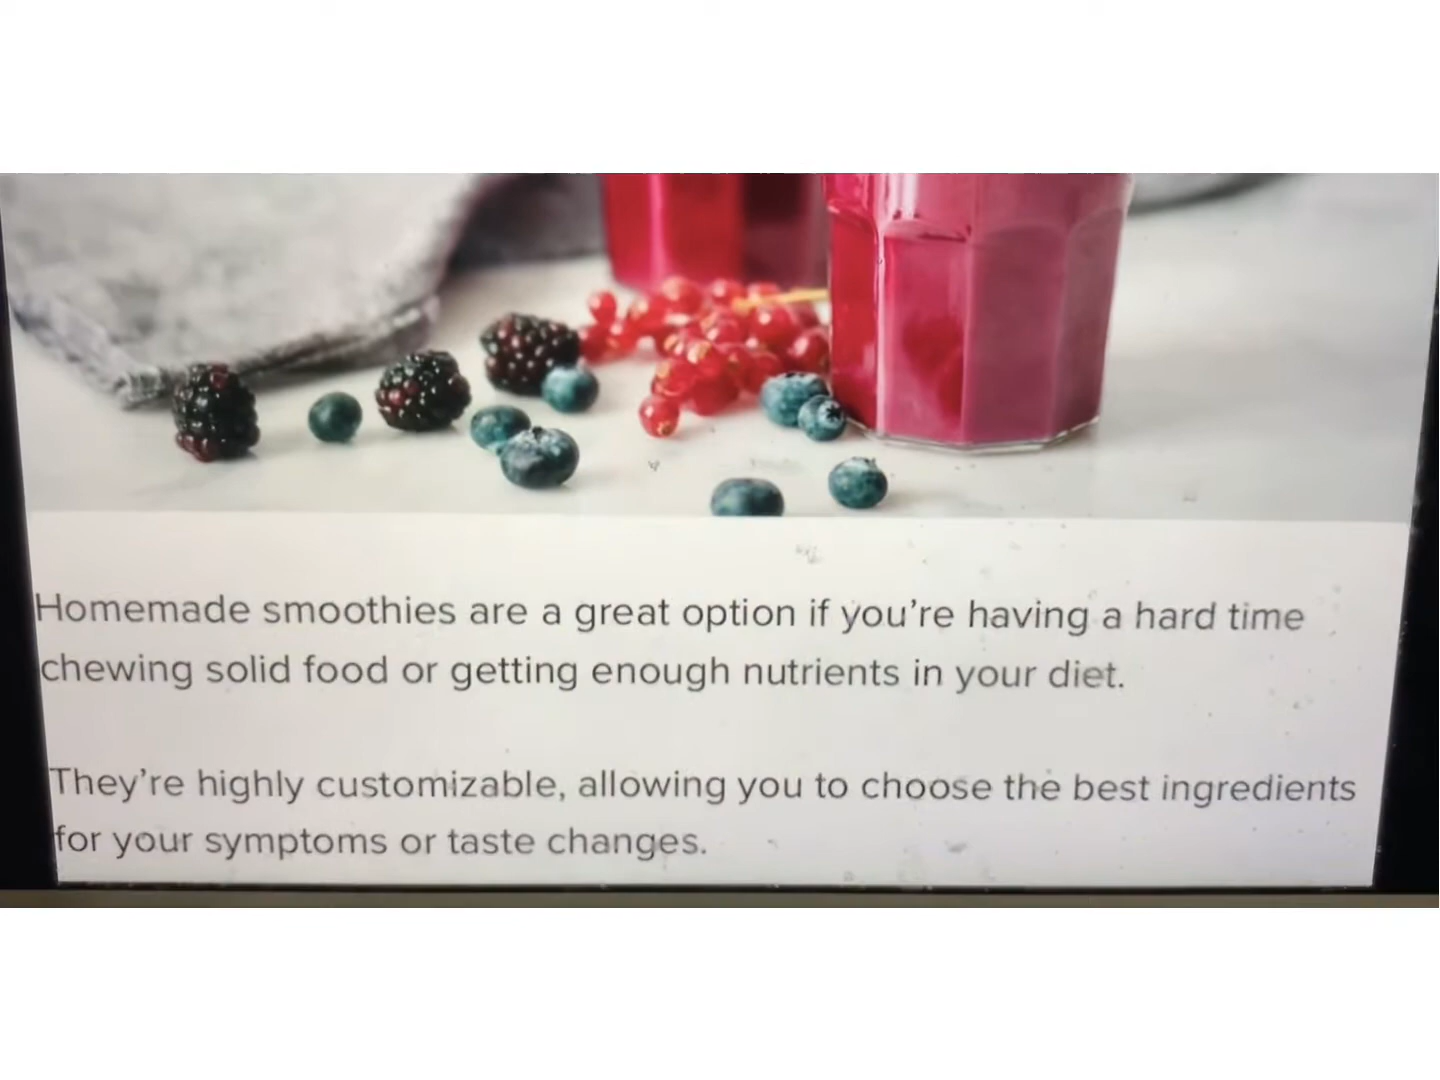 Homemade smoothies are a great option if you're having a hard time
chewing solid food or getting enough nutrients in your diet.
They're highly customizable, allowing you to choose the best ingredients
for your symptoms or taste changes.